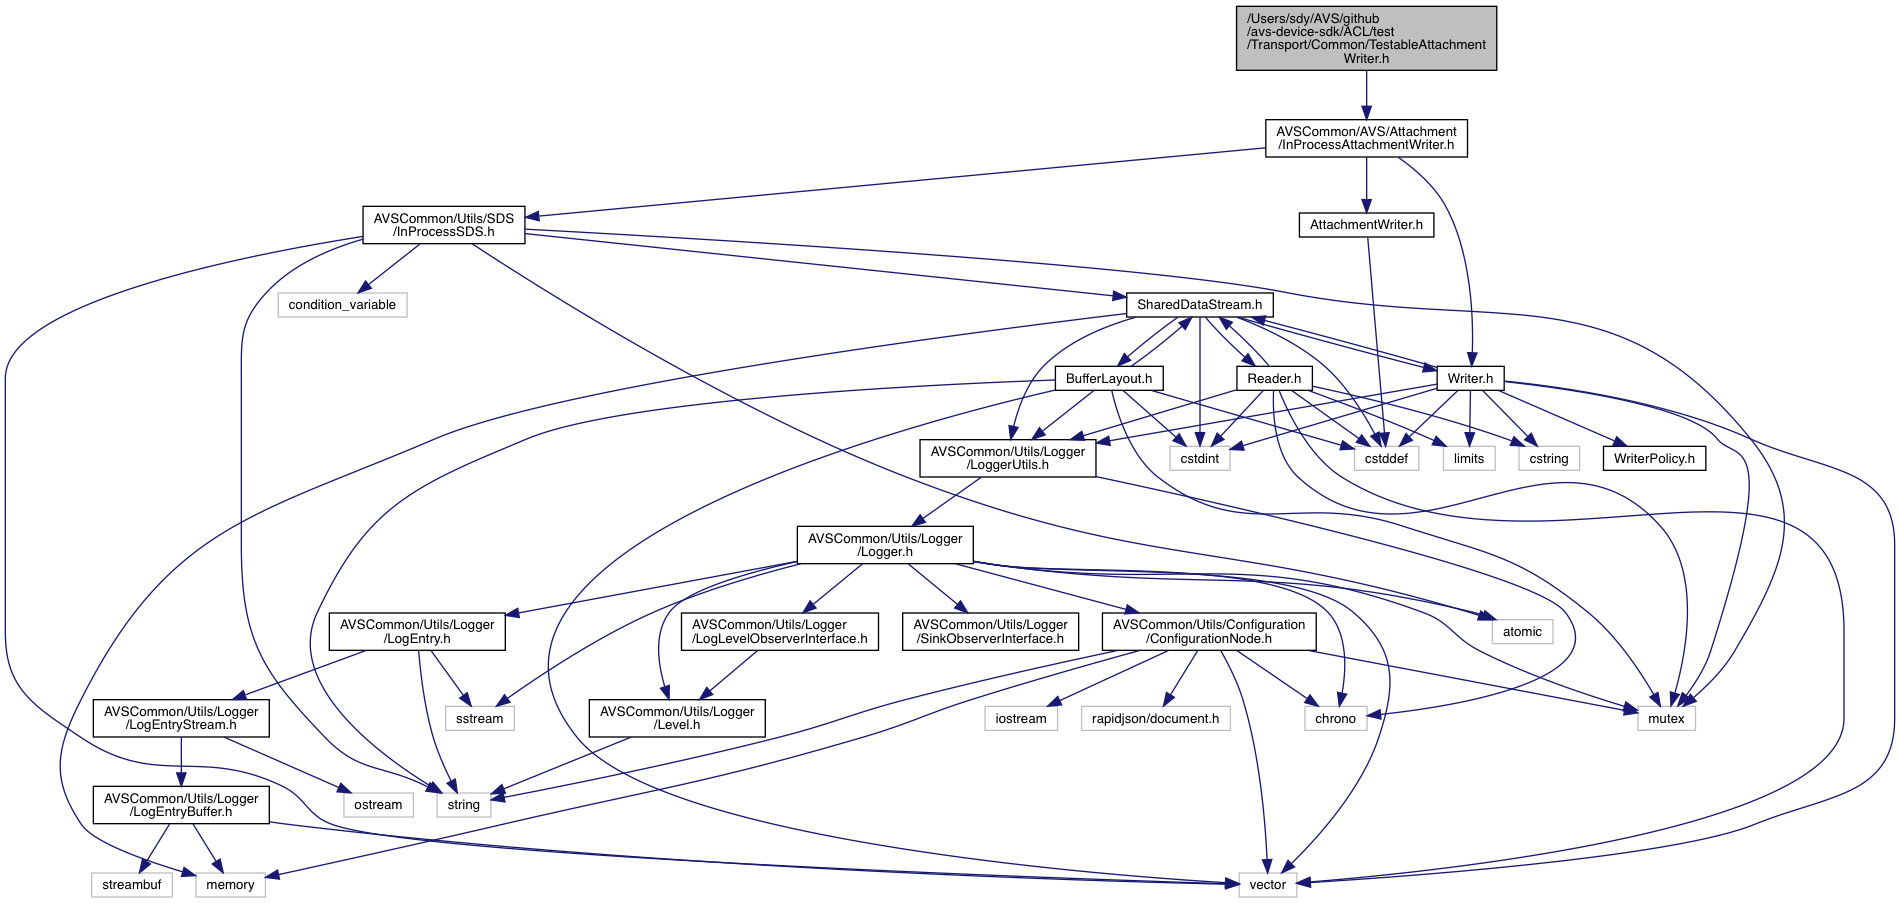 /Users/sdy/AVS/github
/avs-device-sdk/ACL/test
/Transport/Common/TestableAttachment
Writer.h
AVSCommon/AVS/Attachment
/InProcessAttachmentWriter.h
AVSCommon/Utils/SDS
/InProcessSDS.h
AttachmentWriter.h
condition_variable
SharedDataStream.h
BufferLayout.h
Reader.h
Writer.h
AVSCommon/Utils/Logger
/LoggerUtils.h
cstdint
cstddef
limits
cstring
WriterPolicy.h
AVSCommon/Utils/Logger
/Logger.h
AVSCommon/Utils/Logger
/LogEntry.h
AVSCommon/Utils/Logger
/LogLevelObserverInterface.h
AVSCommon/Utils/Logger
/SinkObserverInterface.h
AVSCommon/Utils/Configuration
/ConfigurationNode.h
atomic
AVSCommon/Utils/Logger
/LogEntryStream.h
sstream
AVSCommon/Utils/Logger
/Level.h
iostream
rapidjson/document.h
chrono
mutex
AVSCommon/Utils/Logger
/LogEntryBuffer.h
ostream
string
streambuf
memory
vector